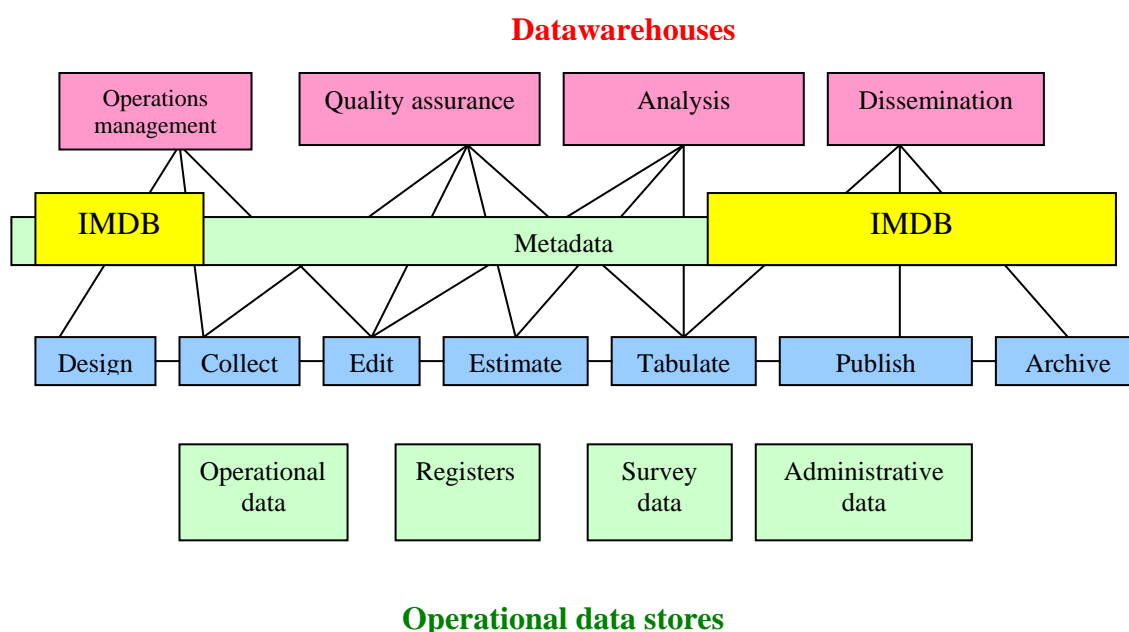 Datawarehouses
Operations
management
Quality assurance
Analysis
Dissemination
IMDB
Metadata
IMDB
Design
Collect
Edit
Estimate
Tabulate
Publish
Archive
Operational
data
Registers
Survey
data
Administrative
data
Operational data stores